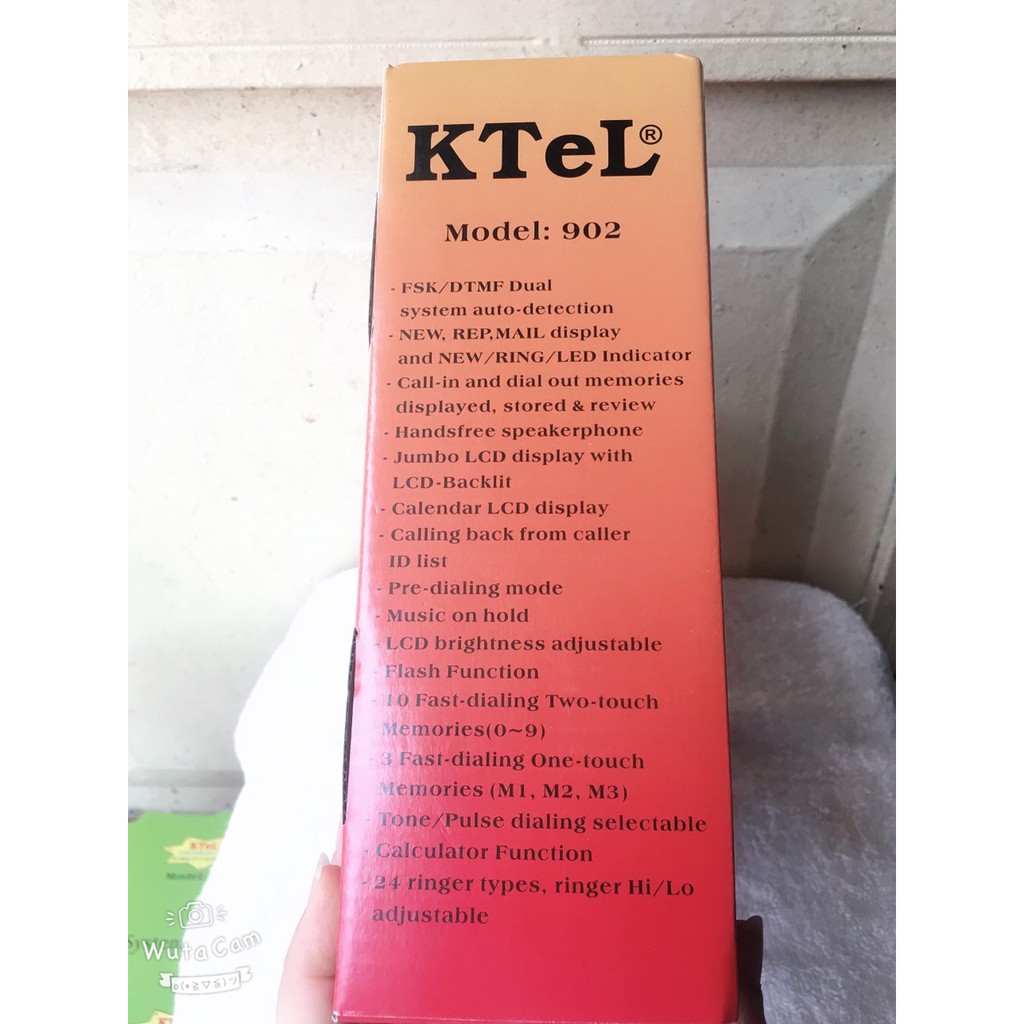 KTeL®
Model: 902
- FSK/DTMF Dual
system auto-detection
- NEW, REP,MAIL display
and NEW/RING/LED Indicator
- Call-in and dial out memories
displayed, stored & review
- Handsfree speakerphone
- Jumbo LCD display with
LCD-Backlit
- Calendar LCD display
- Calling back from caller
ID list
- Pre-dialing mode
- Music on hold
- LCD brightness adjustable
- Flash Function
- 10 Fast-dialing Two-touch
Memories(0~9)
- 3 Fast-dialing One-touch
Memories (M1, M2, M3)
- Tone/Pulse dialing selectable
- Calculator Function
- 24 ringer types, ringer Hi/Lo
adjustable
KTeL
Model:
System
WutaCam